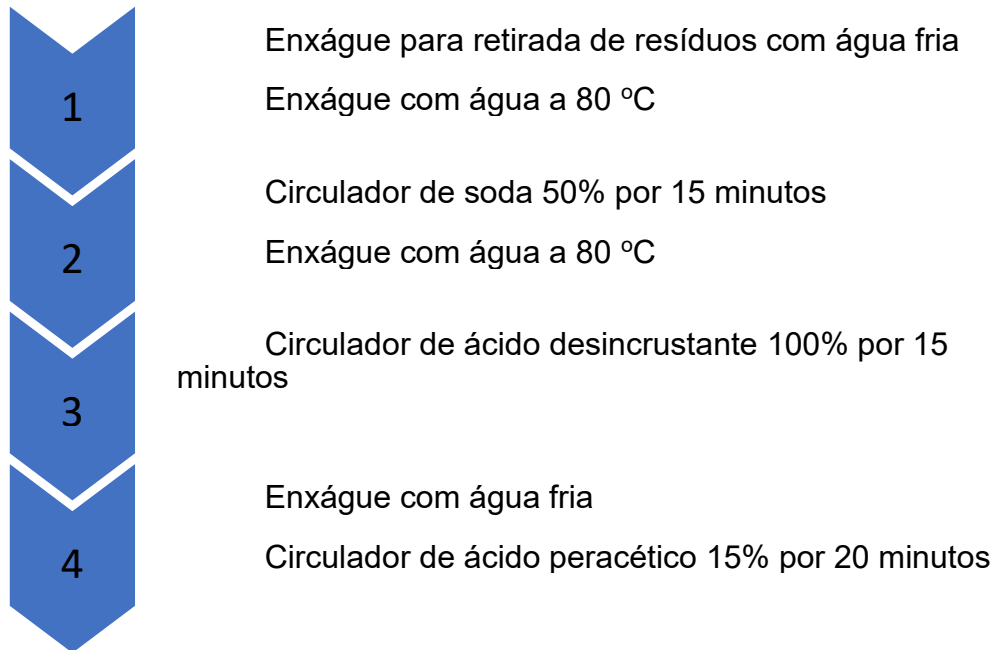 1
Enxágue para retirada de resíduos com água fria
Enxágue com água a 80 ºC
2
Circulador de soda 50% por 15 minutos
Enxágue com água a 80 ºC
3
Circulador de ácido desincrustante 100% por 15
minutos
4
Enxágue com água fria
Circulador de ácido peracético 15% por 20 minutos